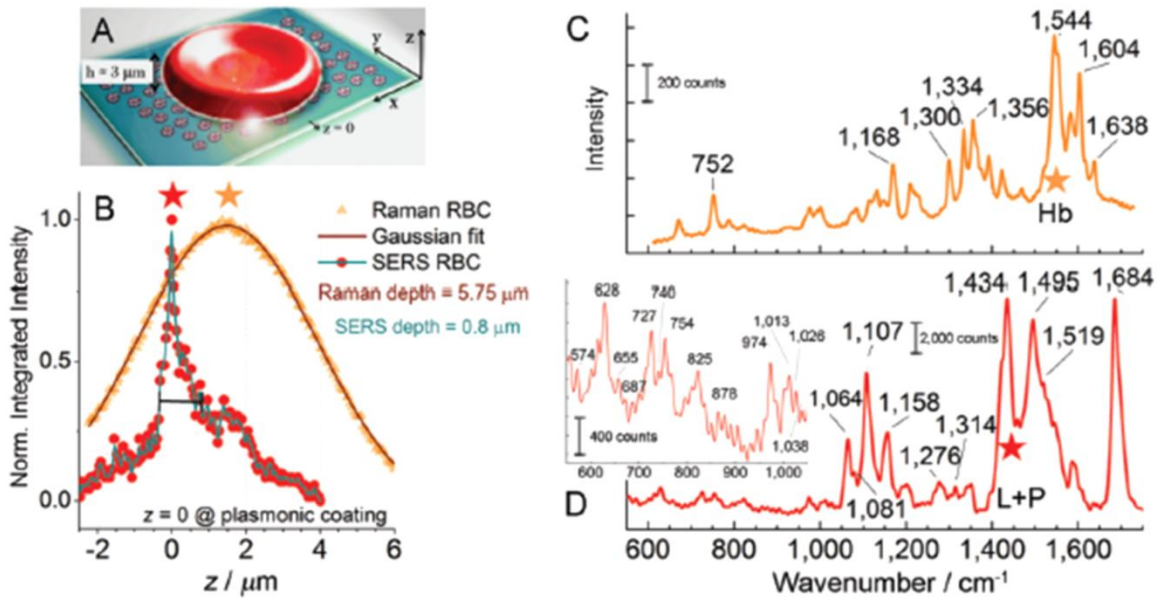 A
h = 3 μm
y
z
x
z=0
B
Norm. Integrated Intensity
1.0
0.5
0.0
Raman RBC
Gaussian fit
SERS RBC
Raman depth = 5.75 μm
SERS depth = 0.8 μm
z = 0 @ plasmonic coating
-2 0 2 4 6
z / μm
C
Intensity
200 counts
752
1,168
1,300
1,334
1,356
1,544
1,604
1,638
Hb
628
574
655
687
727
740
754
825
878
974
1,013
1,026
1,038
400 counts
600 700 800 900 1,000
D
1,064
1,081
1,107
1,158
1,276
1,314
1,434
1,495
1,519
1,684
2,000 counts
L+P
600 800 1,000 1,200 1,400 1,600
Wavenumber / cm⁻¹